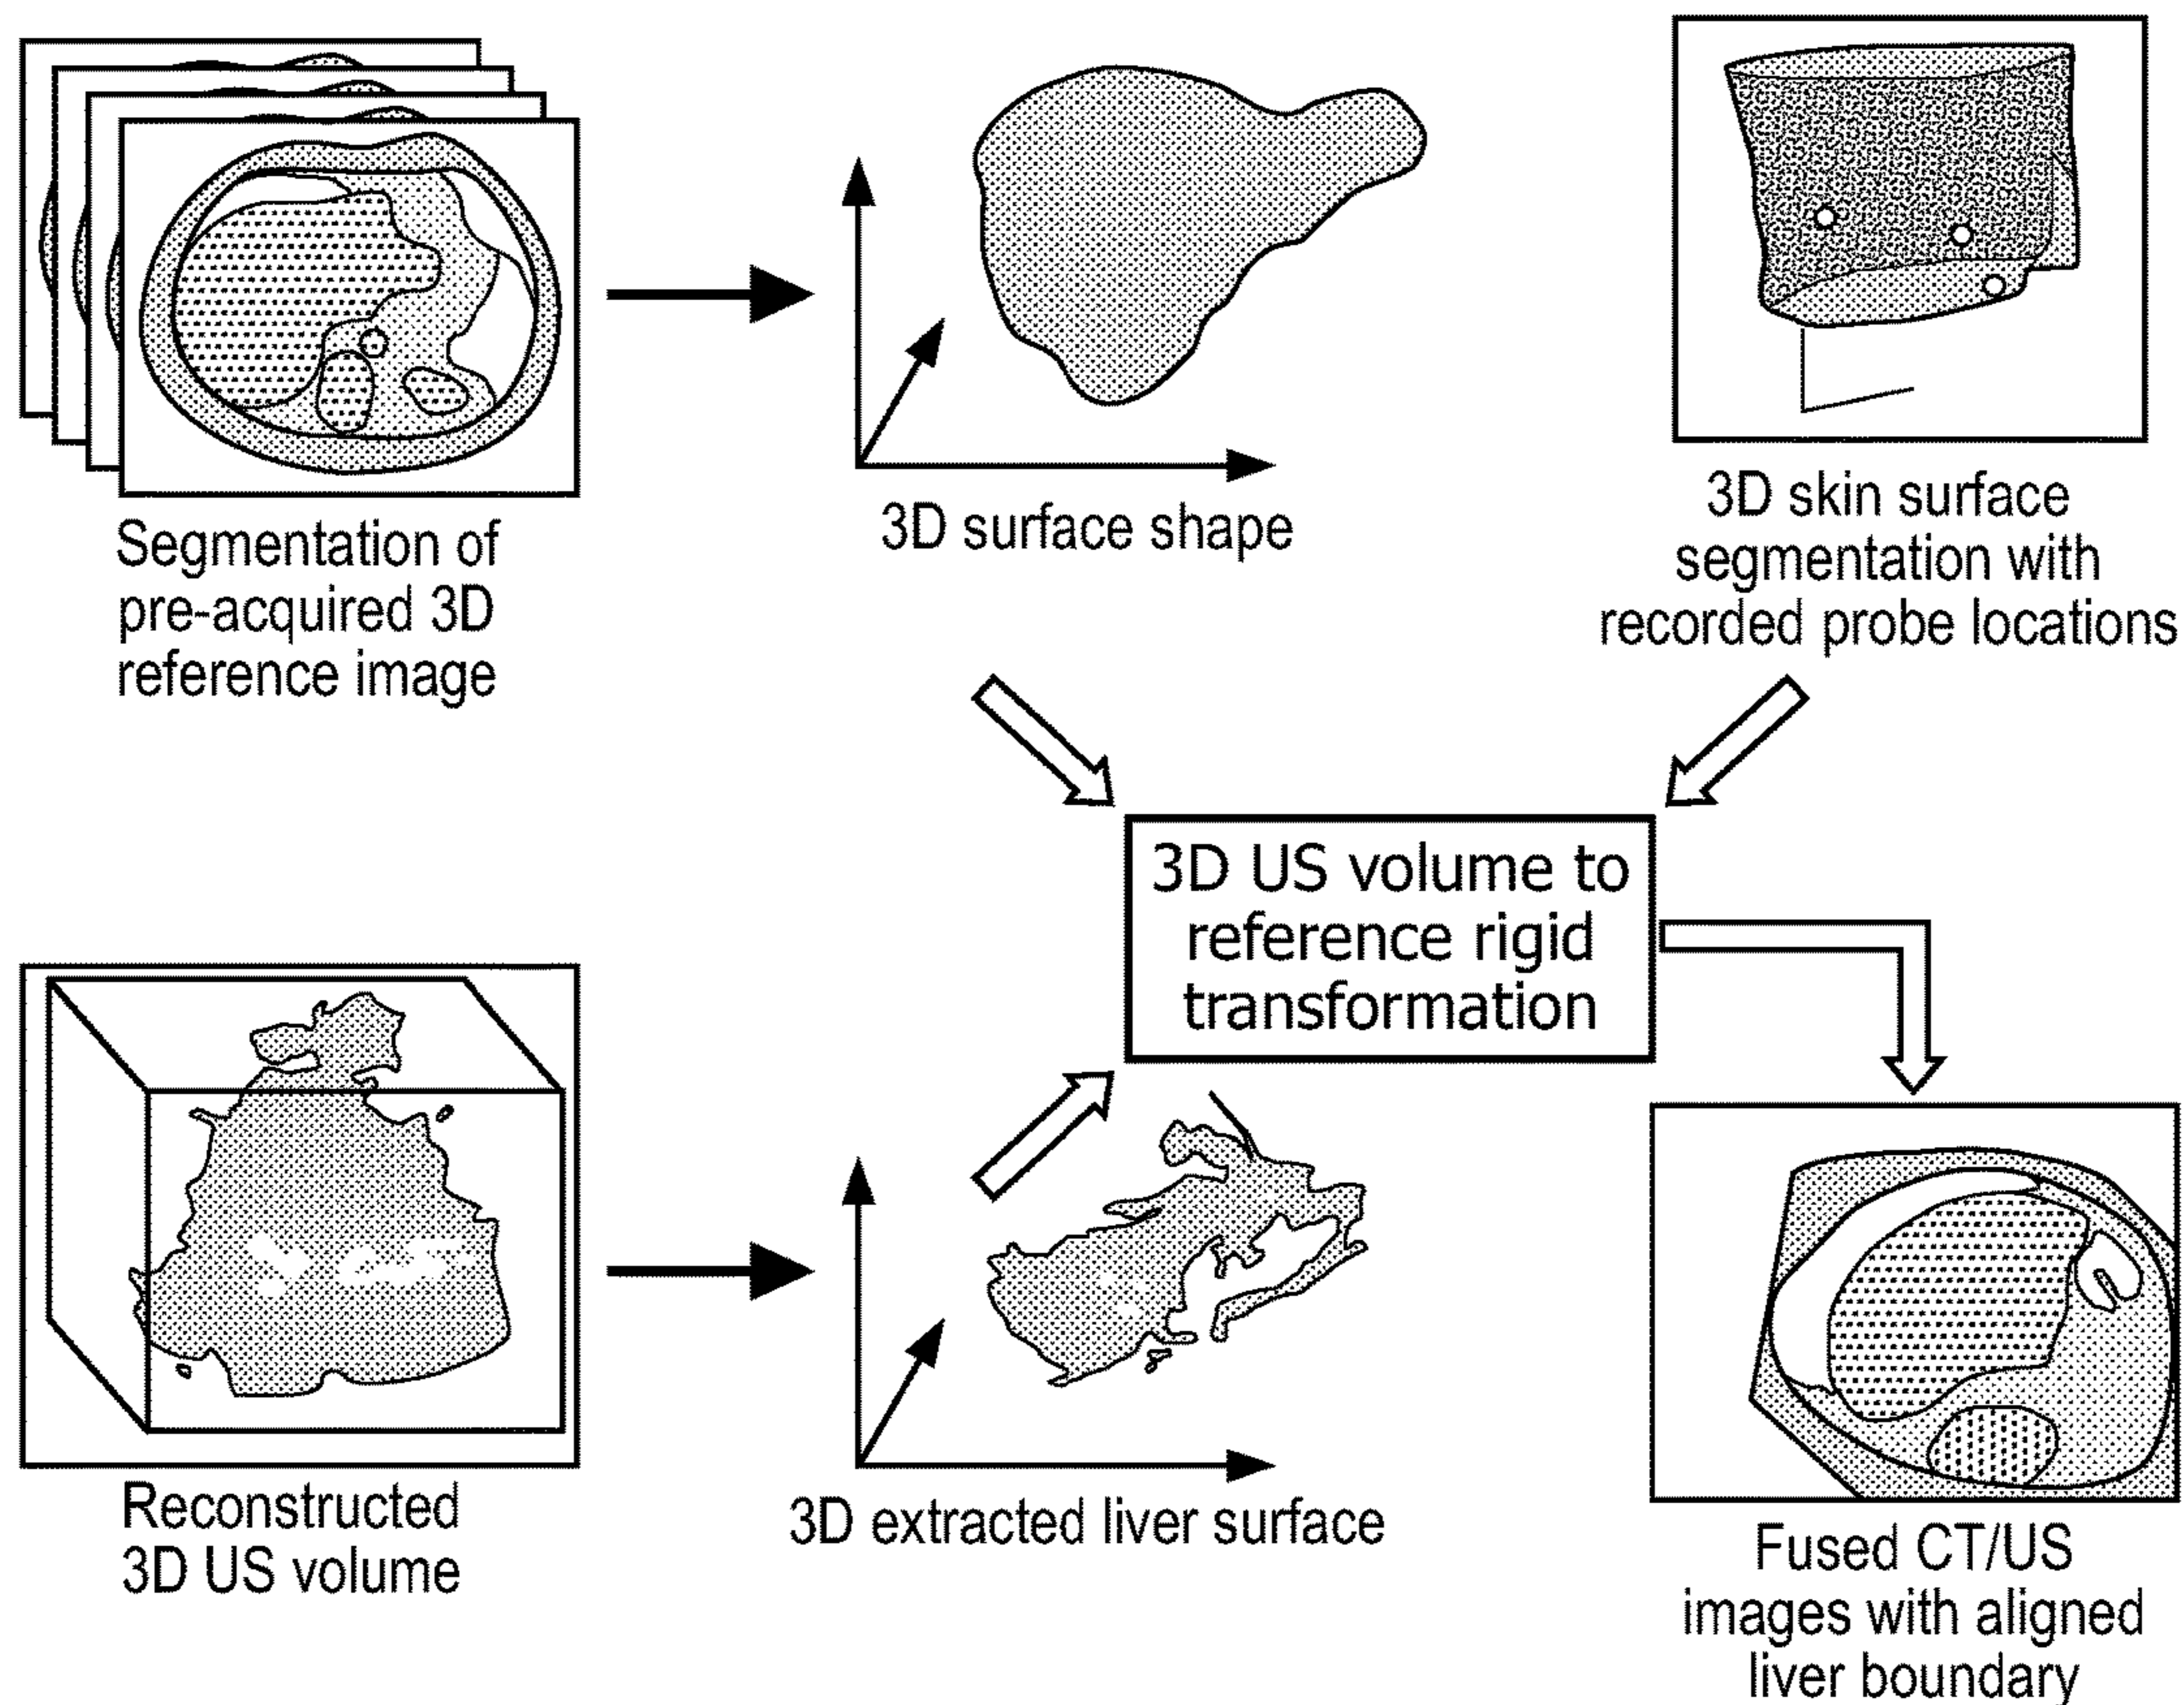 Segmentation of
pre-acquired 3D
reference image
3D surface shape
3D skin surface
segmentation with
recorded probe locations
3D US volume to
reference rigid
transformation
Reconstructed
3D US volume
3D extracted liver surface
Fused CT/US
images with aligned
liver boundary